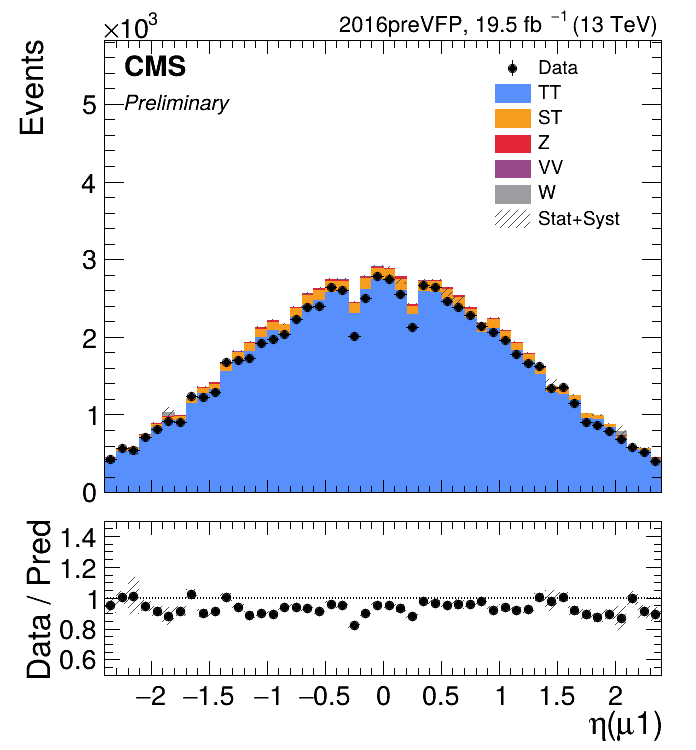 ×10³
2016preVFP, 19.5 fb⁻¹ (13 TeV)
Events
CMS
Preliminary
Data
TT
ST
Z
VV
W
Stat+Syst
5
4
3
2
1
0
Data / Pred
1.4
1.2
1
0.8
0.6
−2 −1.5 −1 −0.5 0 0.5 1 1.5 2
η(μ1)